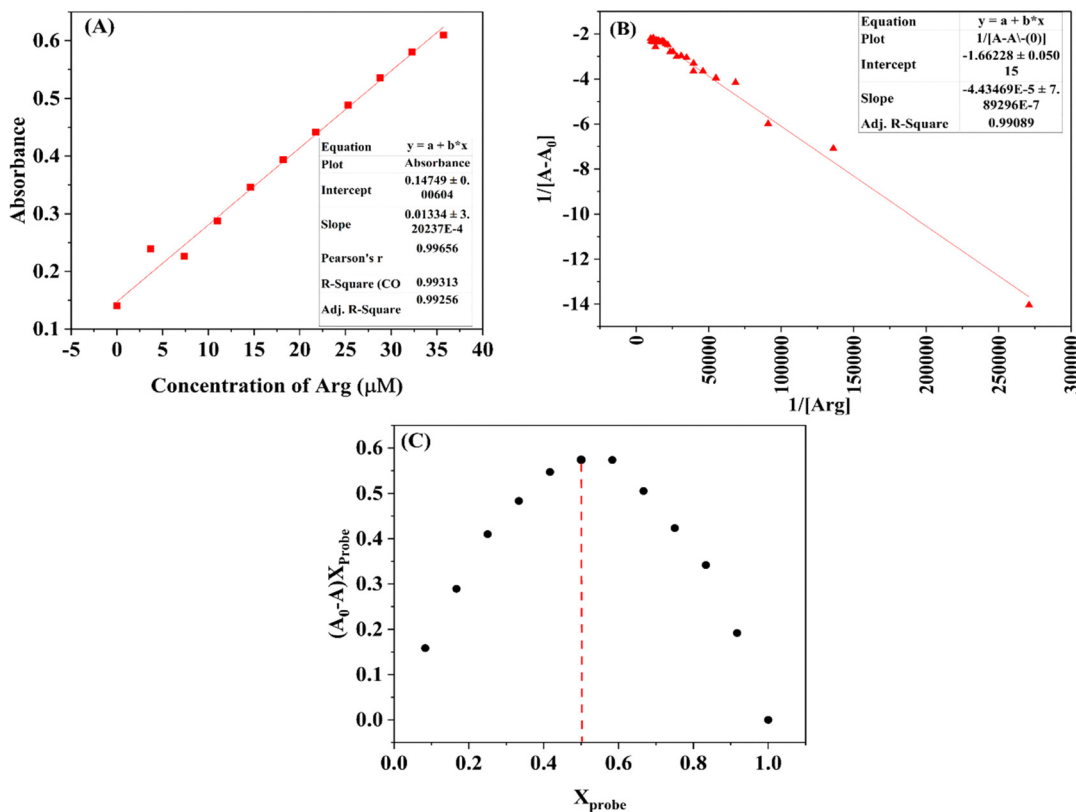 (A)
Absorbance
0.6
0.5
0.4
0.3
0.2
0.1
-5 0 5 10 15 20 25 30 35 40
Concentration of Arg (μM)
Equation y = a + b*x
Plot Absorbance
Intercept 0.14749 ± 0.
00604
Slope 0.01334 ± 3.
20237E-4
Pearson's r 0.99656
R-Square (CO 0.99313
Adj. R-Square 0.99256
(B)
1/[A-A0]
-2
-4
-6
-8
-10
-12
-14
0 500000 1000000 1500000 2000000 2500000 3000000
1/[Arg]
Equation y = a + b*x
Plot 1/[A-A\-(0)]
Intercept -1.66228 ± 0.050
15
Slope -4.43469E-5 ± 7.
89296E-7
Adj. R-Square 0.99089
(C)
(A0-A)XProbe
0.6
0.5
0.4
0.3
0.2
0.1
0.0
0.0 0.2 0.4 0.6 0.8 1.0
Xprobe